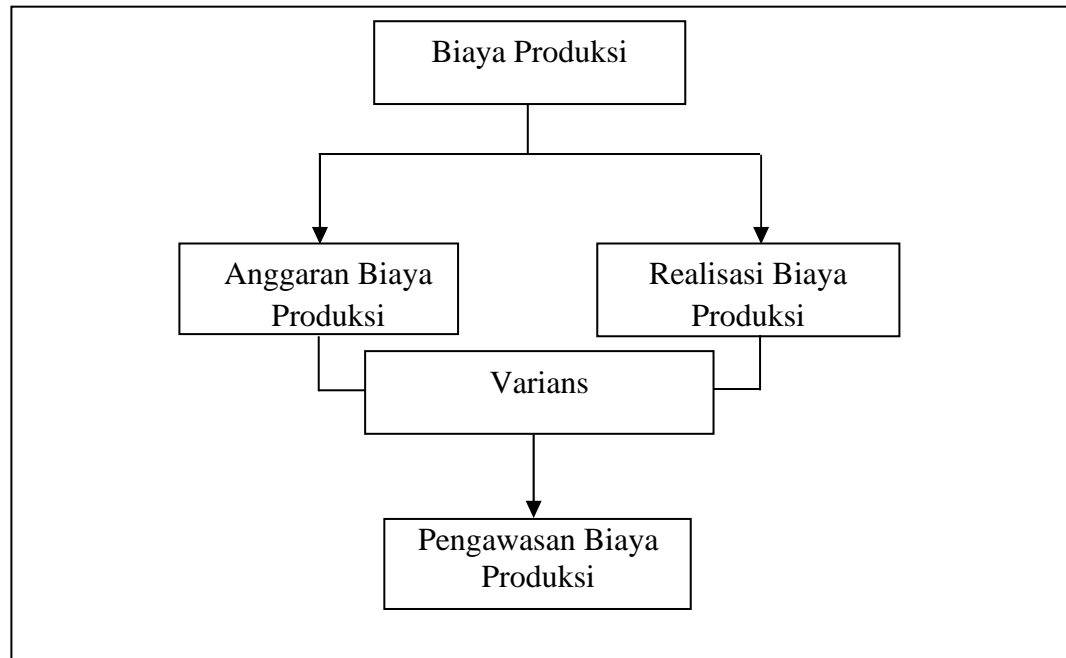 Biaya Produksi
Anggaran Biaya
Produksi
Realisasi Biaya
Produksi
Varians
Pengawasan Biaya
Produksi